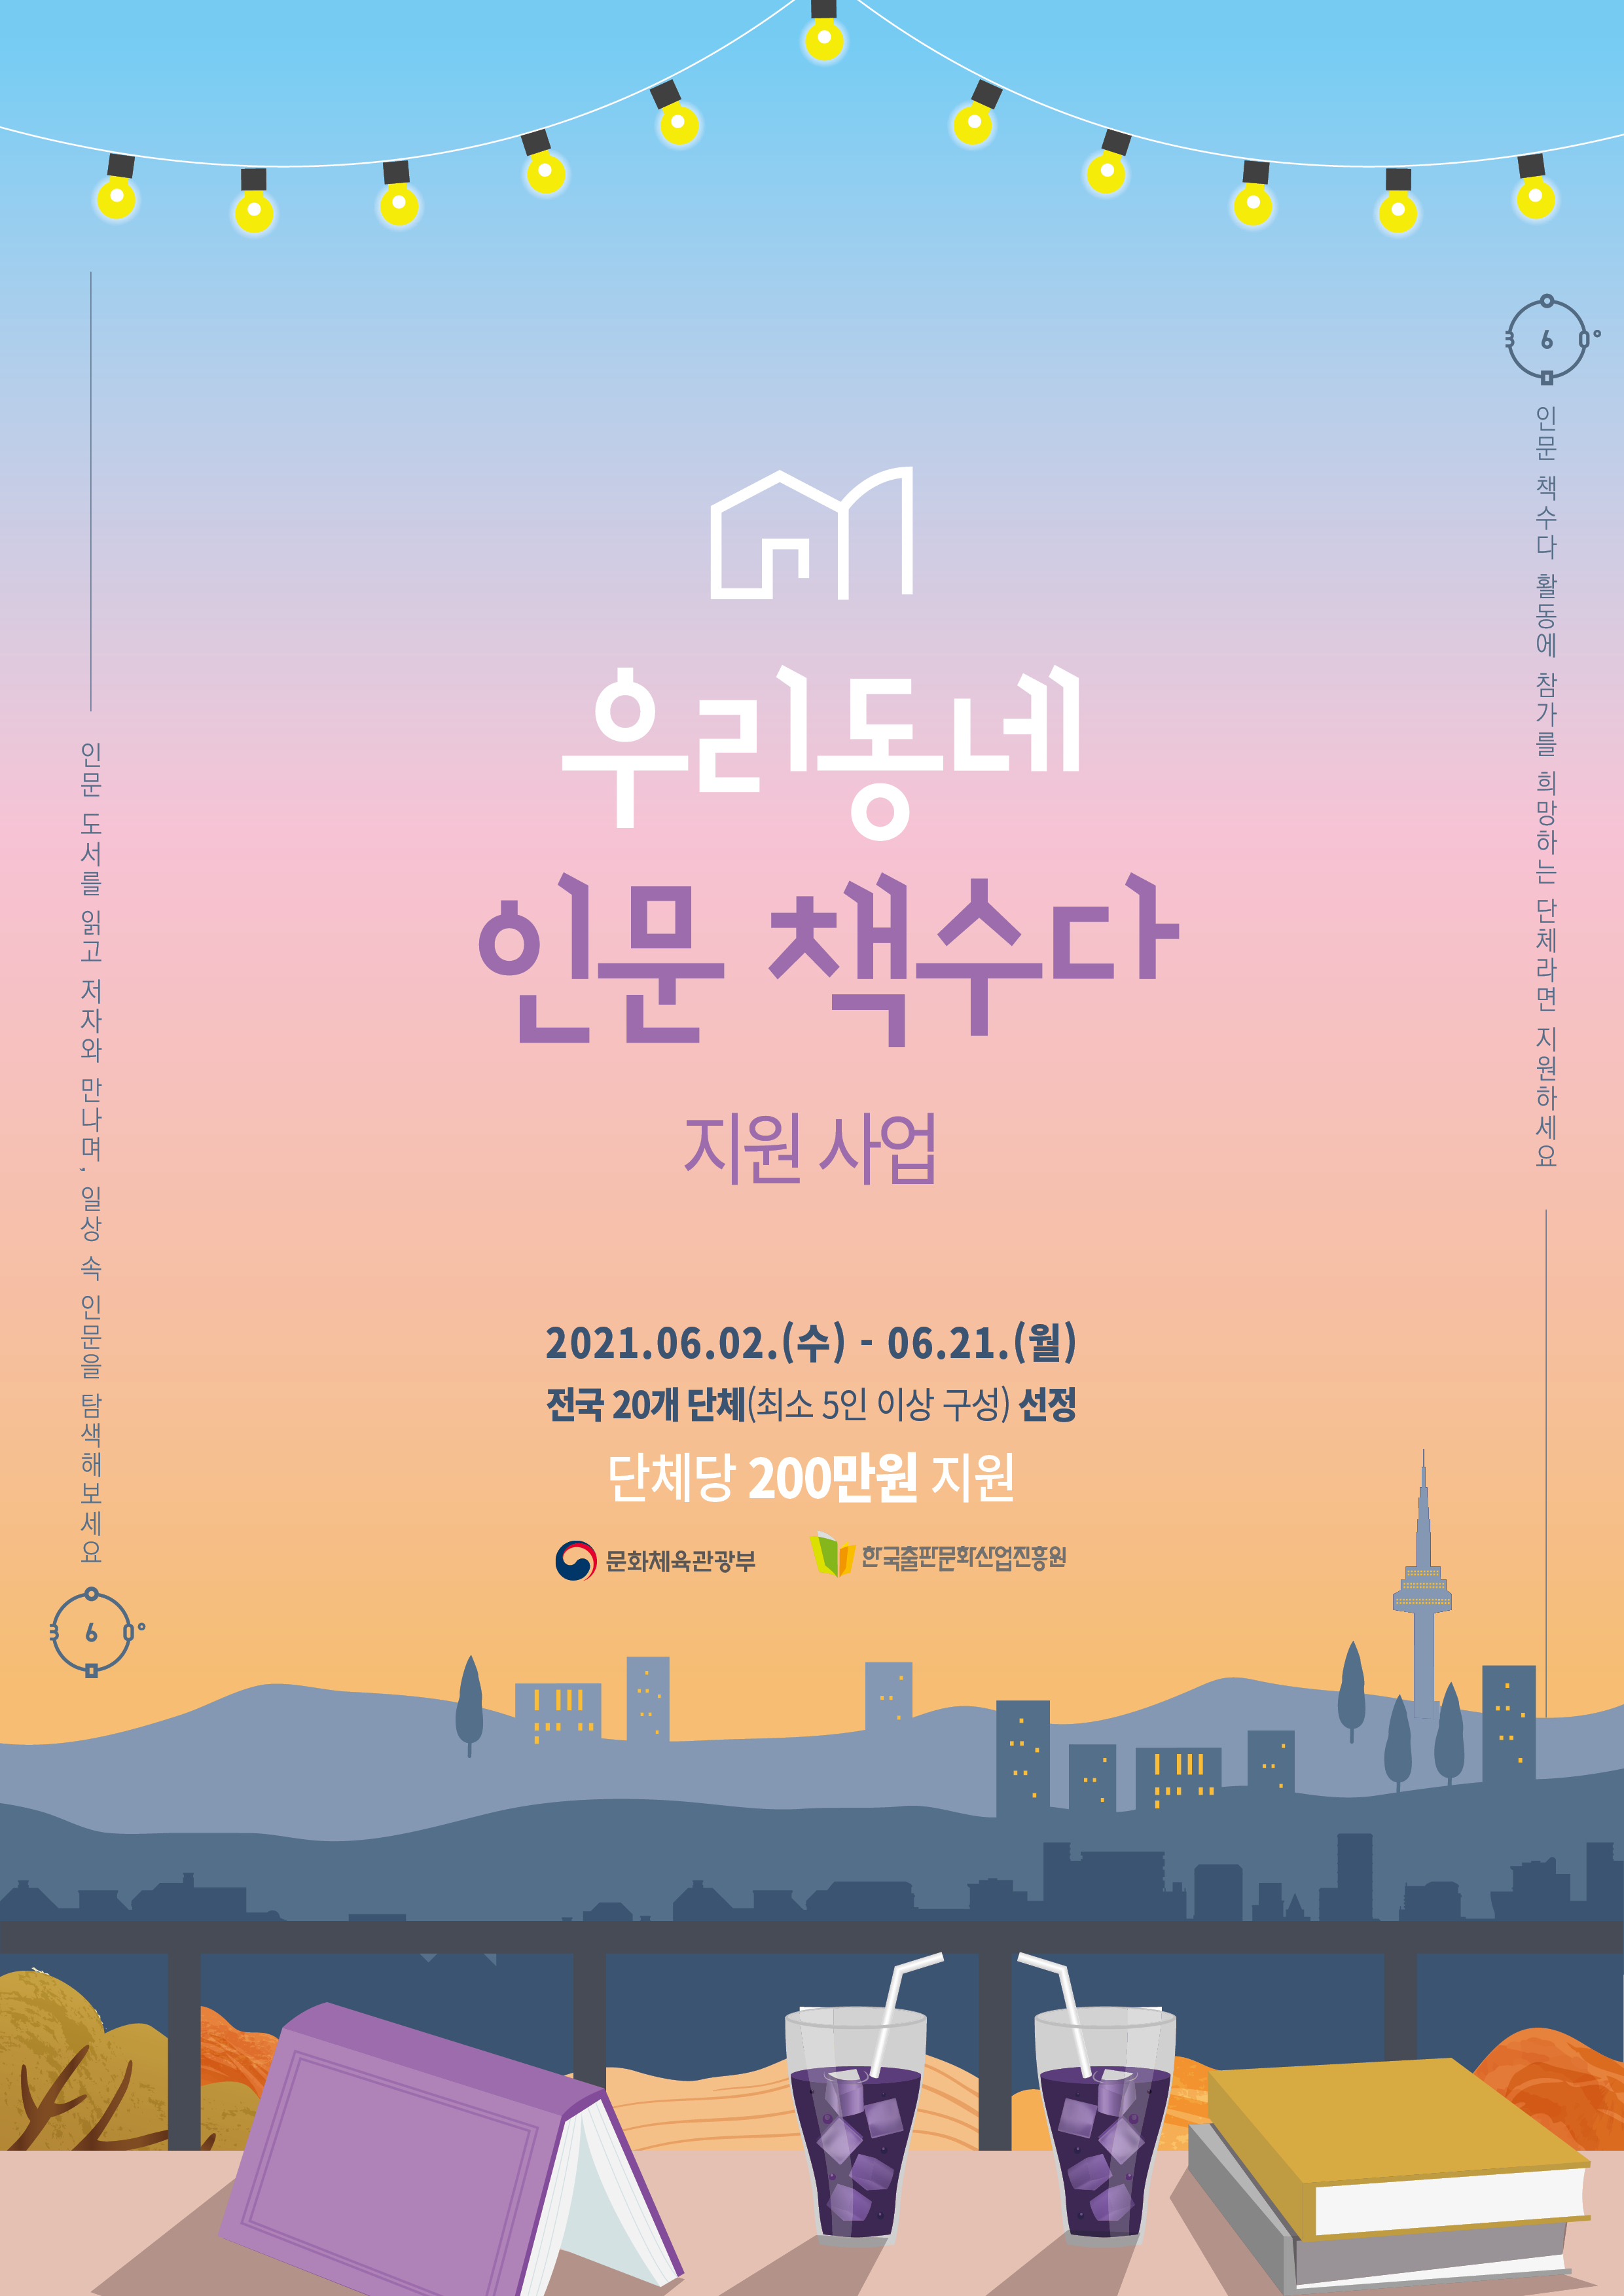 우리동네
인문 책수다
지원 사업
2021.06.02.(수) - 06.21.(월)
전국 20개 단체(최소 5인 이상 구성) 선정
단체당 200만원 지원
문화체육관광부
한국출판문화산업진흥원
인문 도서를 읽고 저자와 만나며, 일상 속 인문을 탐색해보세요
360°
360°
인문 책수다 활동에 참가를 희망하는 단체라면 지원하세요